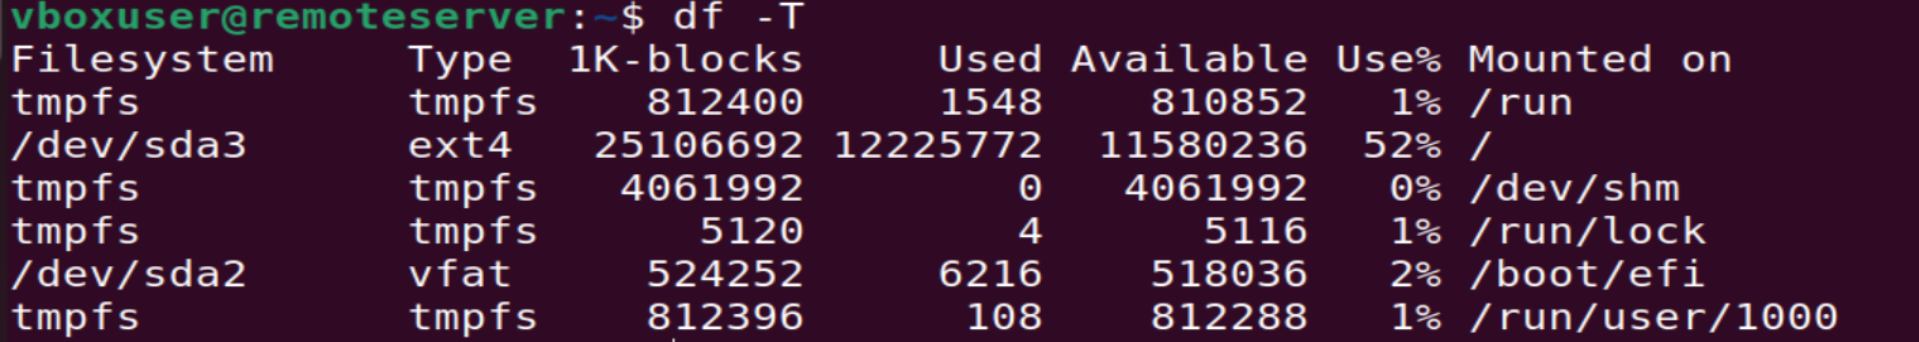 vboxuser@remoteserver:~$ df -T
Filesystem     Type  1K-blocks     Used Available Use% Mounted on
tmpfs          tmpfs    812400     1548    810852   1% /run
/dev/sda3      ext4   25106692 12225772  11580236  52% /
tmpfs          tmpfs   4061992        0   4061992   0% /dev/shm
tmpfs          tmpfs      5120        4      5116   1% /run/lock
/dev/sda2      vfat     524252     6216    518036   2% /boot/efi
tmpfs          tmpfs    812396      108    812288   1% /run/user/1000